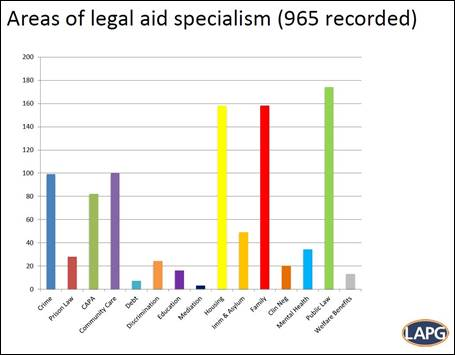 Areas of legal aid specialism (965 recorded)
200
180
160
140
120
100
80
60
40
20
0
Crime
Prison Law
CAPA
Community Care
Debt
Discrimination
Education
Mediation
Housing
Imm & Asylum
Family
Clin Neg
Mental Health
Public Law
Welfare Benefits
LAPG